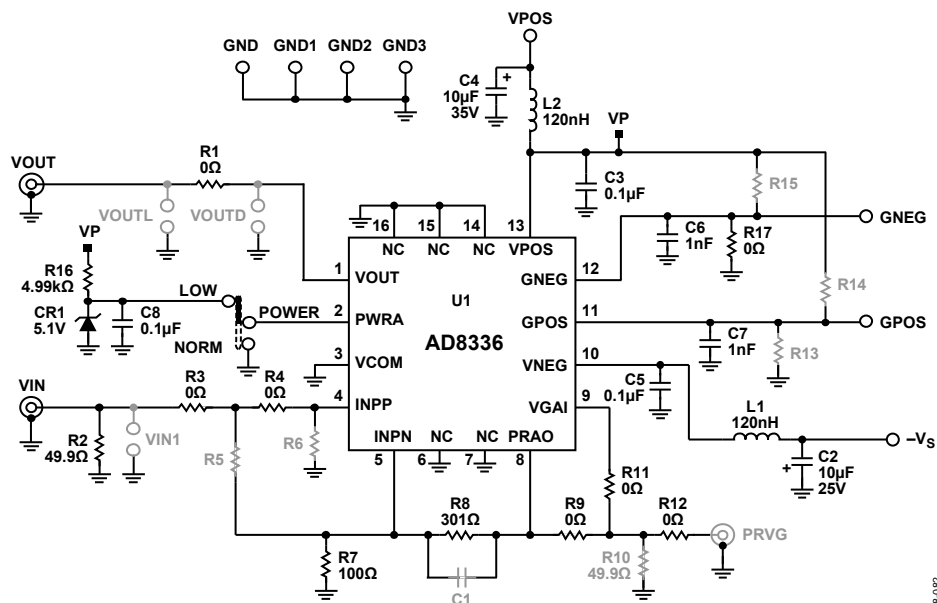 VPOS
GND GND1 GND2 GND3
C4
10µF
35V
+
L2
120nH
VP
VOUT
R1
0Ω
VOUTL
VOUTD
C3
0.1µF
R15
16 15 14 13
NC NC NC VPOS
C6
1nF
R17
0Ω
GNEG
VP
R16
4.99kΩ
1 VOUT
GNEG 12
U1
AD8336
R14
LOW
CR1
5.1V
C8
0.1µF
POWER
2 PWRA
GPOS 11
GPOS
NORM
C7
1nF
R13
3 VCOM
VNEG 10
VIN
R3
0Ω
R4
0Ω
4 INPP
VGAI 9
C5
0.1µF
L1
120nH
–VS
R2
49.9Ω
VIN1
R5
R6
INPN NC NC PRAO
5 6 7 8
R11
0Ω
+
C2
10µF
25V
R8
301Ω
R9
0Ω
R12
0Ω
PRVG
R7
100Ω
C1
R10
49.9Ω